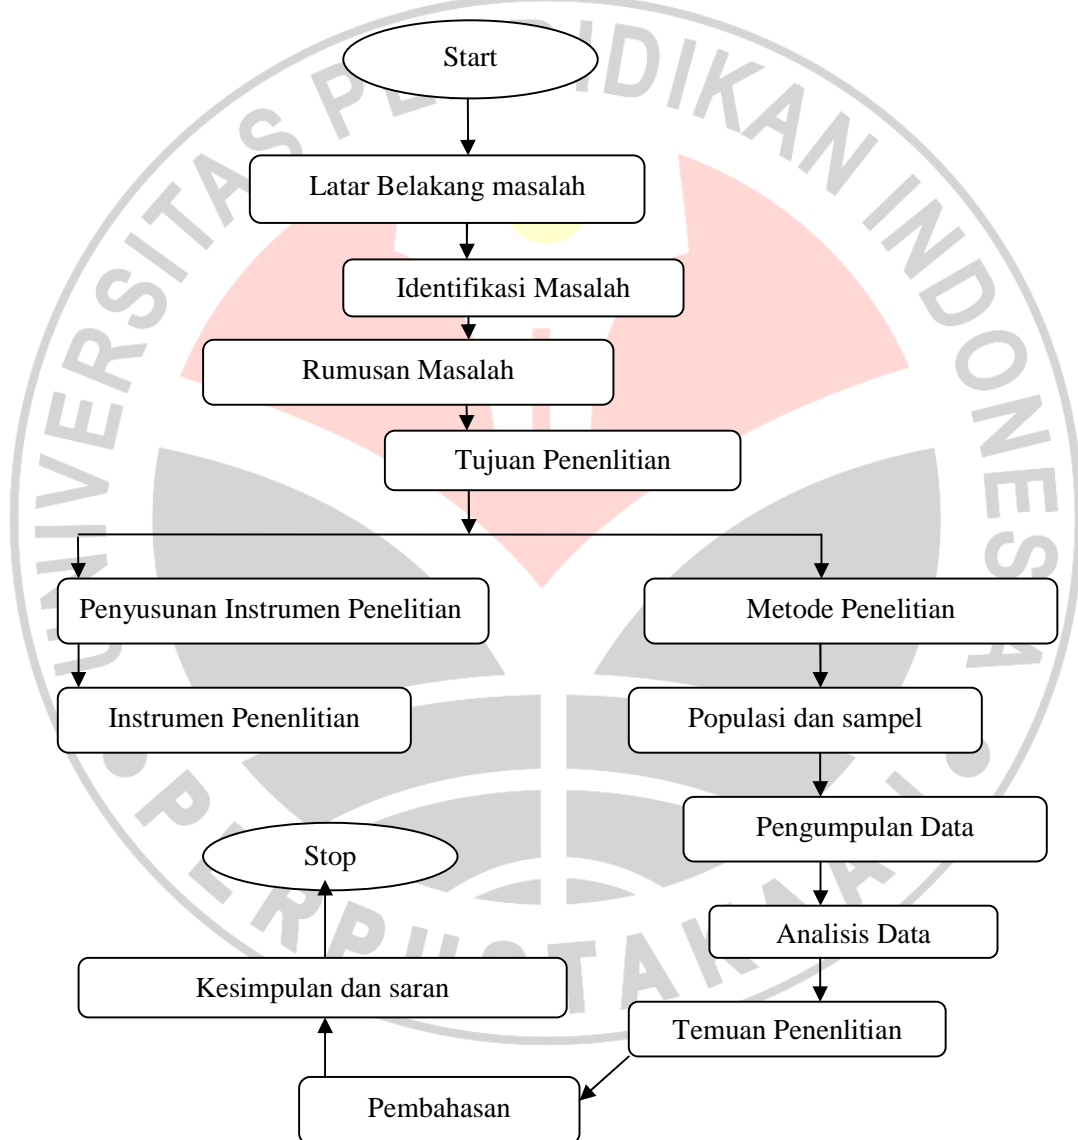 Start
Latar Belakang masalah
Identifikasi Masalah
Rumusan Masalah
Tujuan Penenlitian
Penyusunan Instrumen Penelitian
Metode Penelitian
Instrumen Penenlitian
Populasi dan sampel
Pengumpulan Data
Stop
Analisis Data
Kesimpulan dan saran
Temuan Penenlitian
Pembahasan
UNIVERSITAS PENDIDIKAN INDONESIA
PERPUSTAKAAN